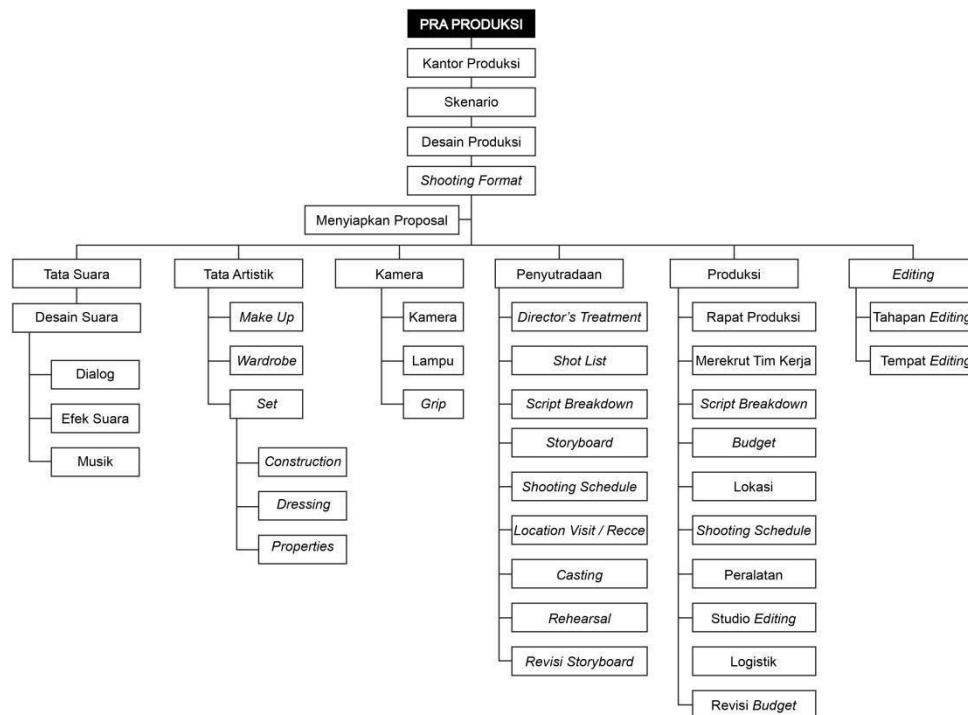 PRA PRODUKSI
Kantor Produksi
Skenario
Desain Produksi
Shooting Format
Menyiapkan Proposal
Tata Suara
Desain Suara
Dialog
Efek Suara
Musik
Tata Artistik
Make Up
Wardrobe
Set
Construction
Dressing
Properties
Kamera
Kamera
Lampu
Grip
Penyutradaan
Director's Treatment
Shot List
Script Breakdown
Storyboard
Shooting Schedule
Location Visit / Recce
Casting
Rehearsal
Revisi Storyboard
Produksi
Rapat Produksi
Merekrut Tim Kerja
Script Breakdown
Budget
Lokasi
Shooting Schedule
Peralatan
Studio Editing
Logistik
Revisi Budget
Editing
Tahapan Editing
Tempat Editing